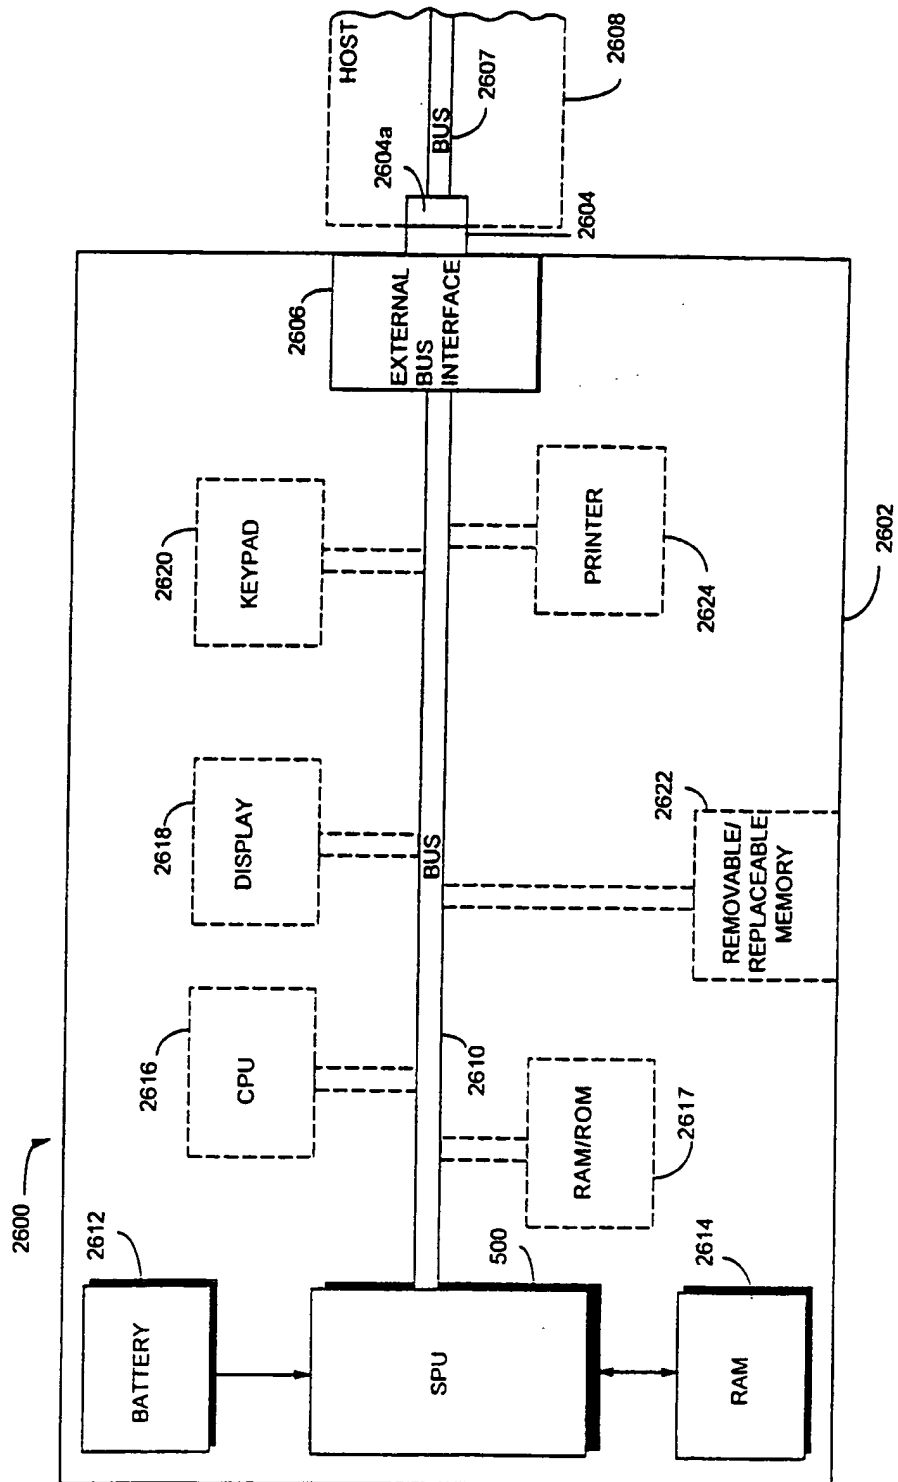 2600
BATTERY
2612
SPU
500
RAM
2614
CPU
2616
RAM/ROM
2617
2610
BUS
DISPLAY
2618
REMOVABLE/
REPLACEABLE
MEMORY
2622
KEYPAD
2620
PRINTER
2624
2602
EXTERNAL
BUS
INTERFACE
2606
2604
2604a
HOST
BUS
2607
2608